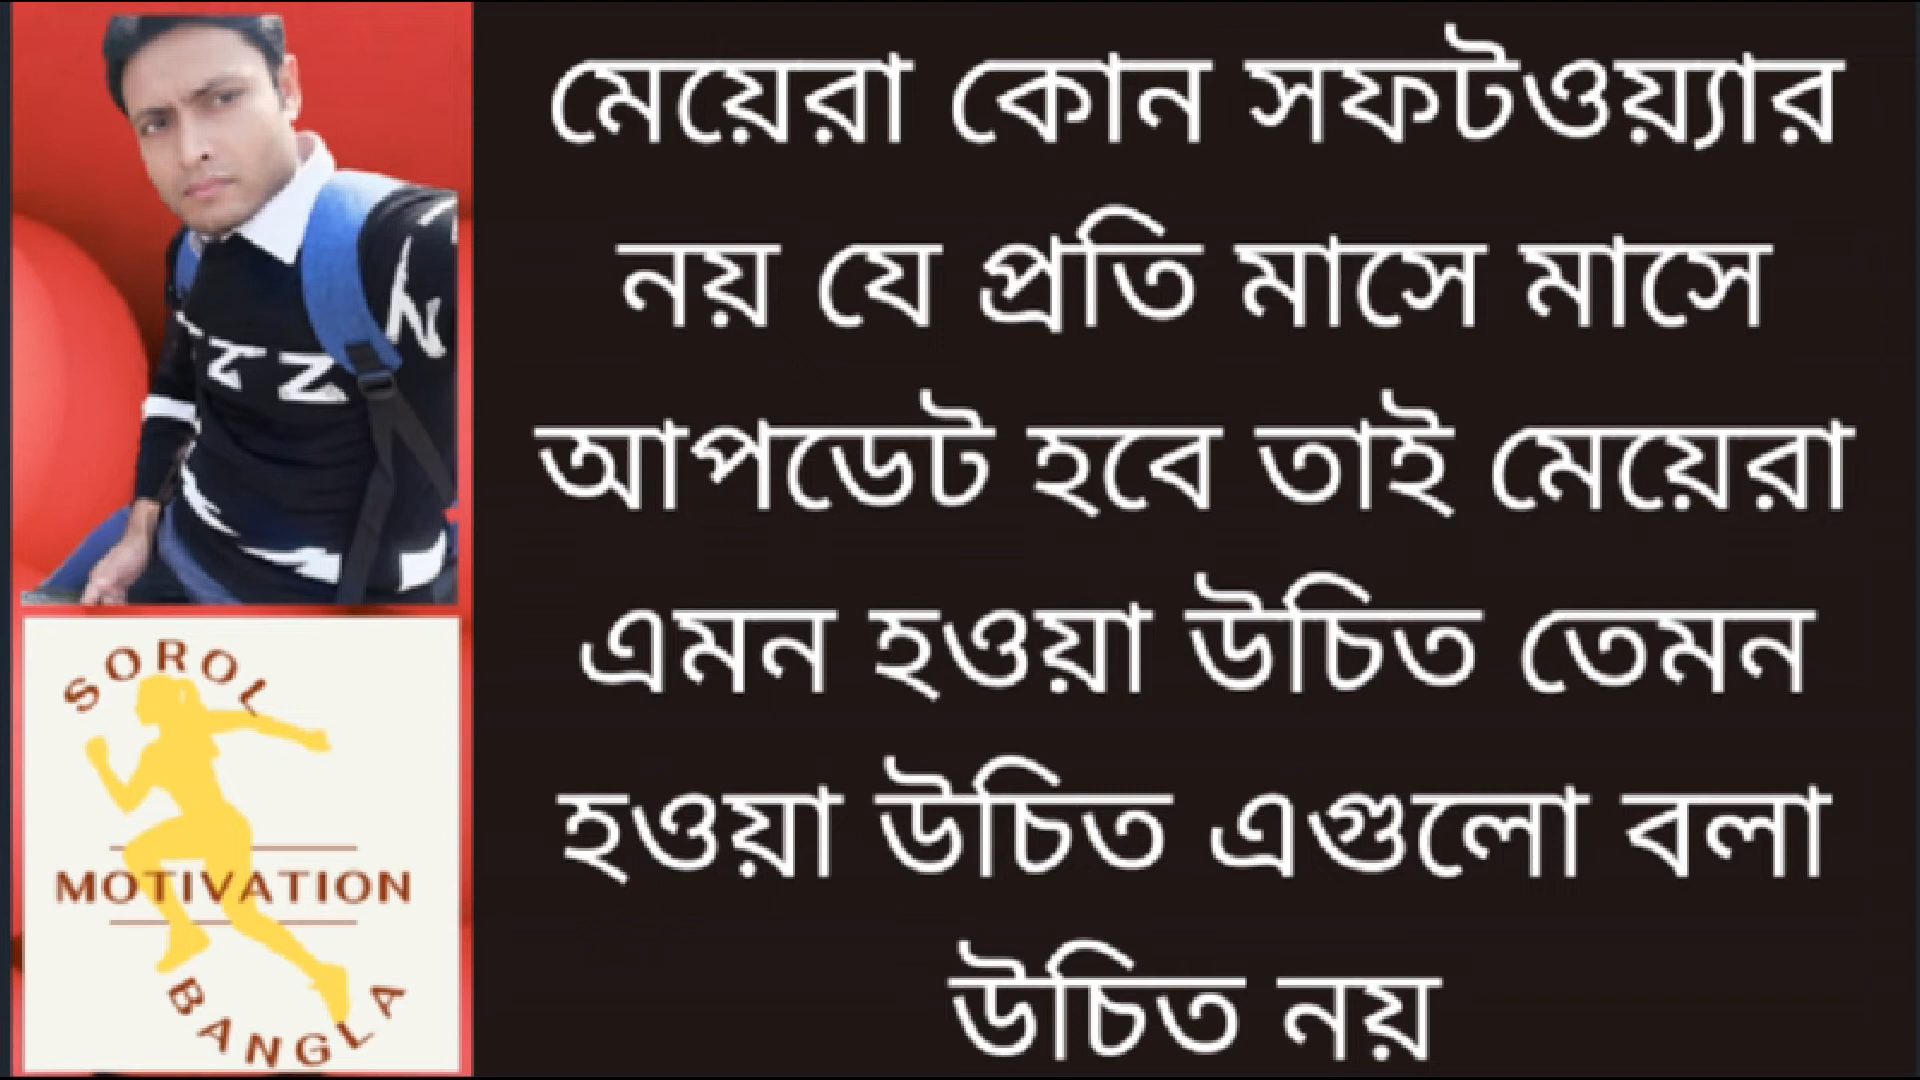 মেয়েরা কোন সফটওয়্যার
নয় যে প্রতি মাসে মাসে
আপডেট হবে তাই মেয়েরা
এমন হওয়া উচিত তেমন
হওয়া উচিত এগুলো বলা
উচিত নয়
SOROL
MOTIVATION
BANGLA